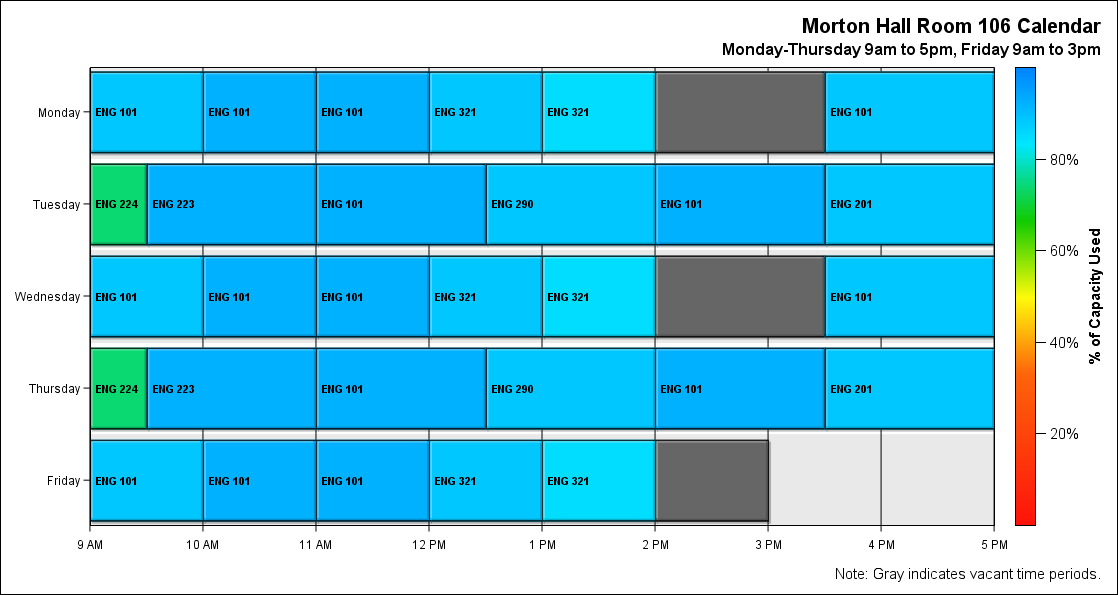 Morton Hall Room 106 Calendar
Monday-Thursday 9am to 5pm, Friday 9am to 3pm
Monday
ENG 101
ENG 101
ENG 101
ENG 321
ENG 321
ENG 101
Tuesday
ENG 224
ENG 223
ENG 101
ENG 290
ENG 101
ENG 201
Wednesday
ENG 101
ENG 101
ENG 101
ENG 321
ENG 321
ENG 101
Thursday
ENG 224
ENG 223
ENG 101
ENG 290
ENG 101
ENG 201
Friday
ENG 101
ENG 101
ENG 101
ENG 321
ENG 321
9 AM
10 AM
11 AM
12 PM
1 PM
2 PM
3 PM
4 PM
5 PM
80%
60%
40%
20%
% of Capacity Used
Note: Gray indicates vacant time periods.